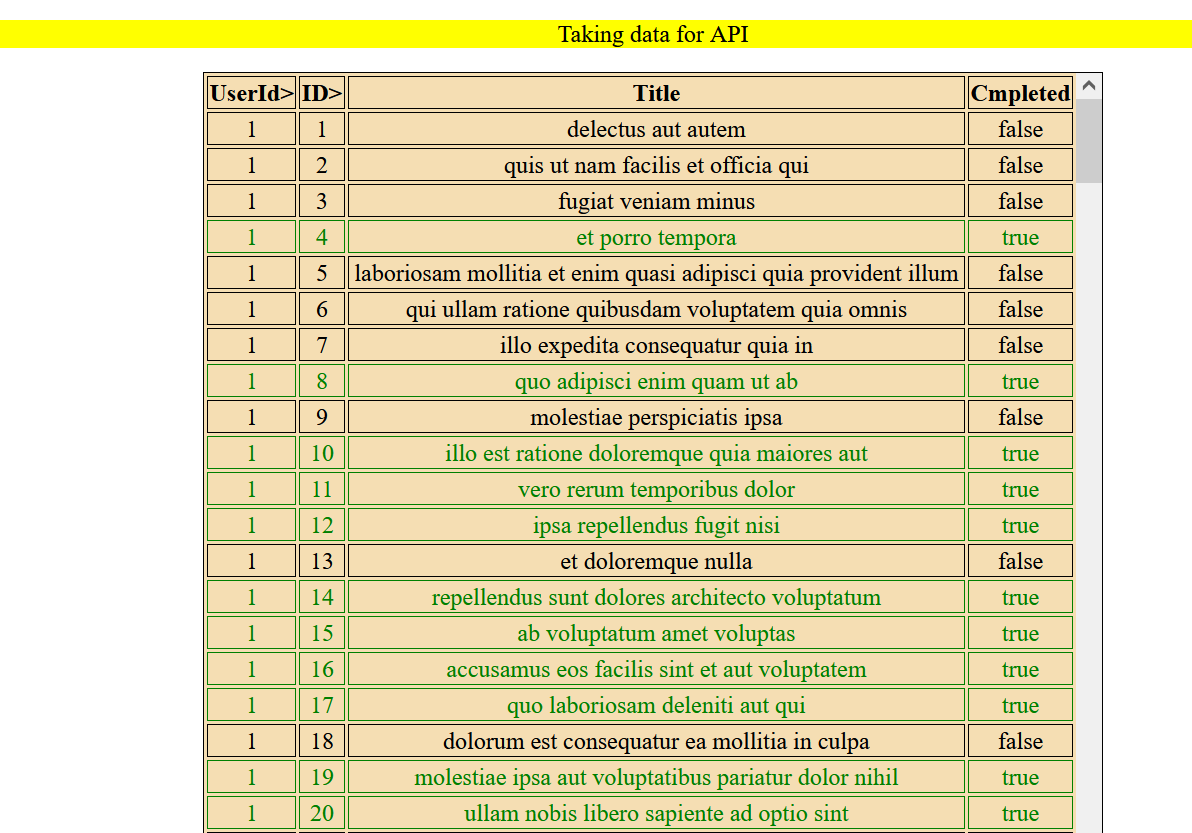 Taking data for API
UserId> ID> Title Cmpleted
1 1 delectus aut autem false
1 2 quis ut nam facilis et officia qui false
1 3 fugiat veniam minus false
1 4 et porro tempora true
1 5 laboriosam mollitia et enim quasi adipisci quia provident illum false
1 6 qui ullam ratione quibusdam voluptatem quia omnis false
1 7 illo expedita consequatur quia in false
1 8 quo adipisci enim quam ut ab true
1 9 molestiae perspiciatis ipsa false
1 10 illo est ratione doloremque quia maiores aut true
1 11 vero rerum temporibus dolor true
1 12 ipsa repellendus fugit nisi true
1 13 et doloremque nulla false
1 14 repellendus sunt dolores architecto voluptatum true
1 15 ab voluptatum amet voluptas true
1 16 accusamus eos facilis sint et aut voluptatem true
1 17 quo laboriosam deleniti aut qui true
1 18 dolorum est consequatur ea mollitia in culpa false
1 19 molestiae ipsa aut voluptatibus pariatur dolor nihil true
1 20 ullam nobis libero sapiente ad optio sint true